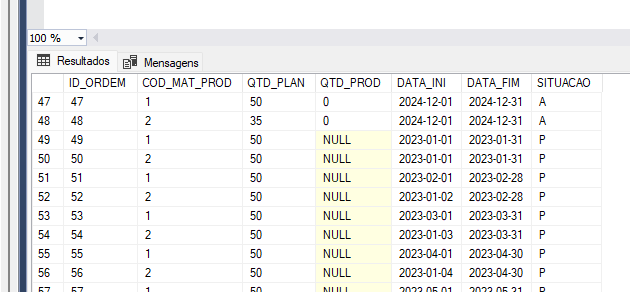 100 %
Resultados Mensagens
ID_ORDEM COD_MAT_PROD QTD_PLAN QTD_PROD DATA_INI DATA_FIM SITUACAO
47 47 1 50 0 2024-12-01 2024-12-31 A
48 48 2 35 0 2024-12-01 2024-12-31 A
49 49 1 50 NULL 2023-01-01 2023-01-31 P
50 50 2 50 NULL 2023-01-01 2023-01-31 P
51 51 1 50 NULL 2023-02-01 2023-02-28 P
52 52 2 50 NULL 2023-01-02 2023-02-28 P
53 53 1 50 NULL 2023-03-01 2023-03-31 P
54 54 2 50 NULL 2023-01-03 2023-03-31 P
55 55 1 50 NULL 2023-04-01 2023-04-30 P
56 56 2 50 NULL 2023-01-04 2023-04-30 P
57 57 1 50 NULL 2023-05-01 2023-05-31 P